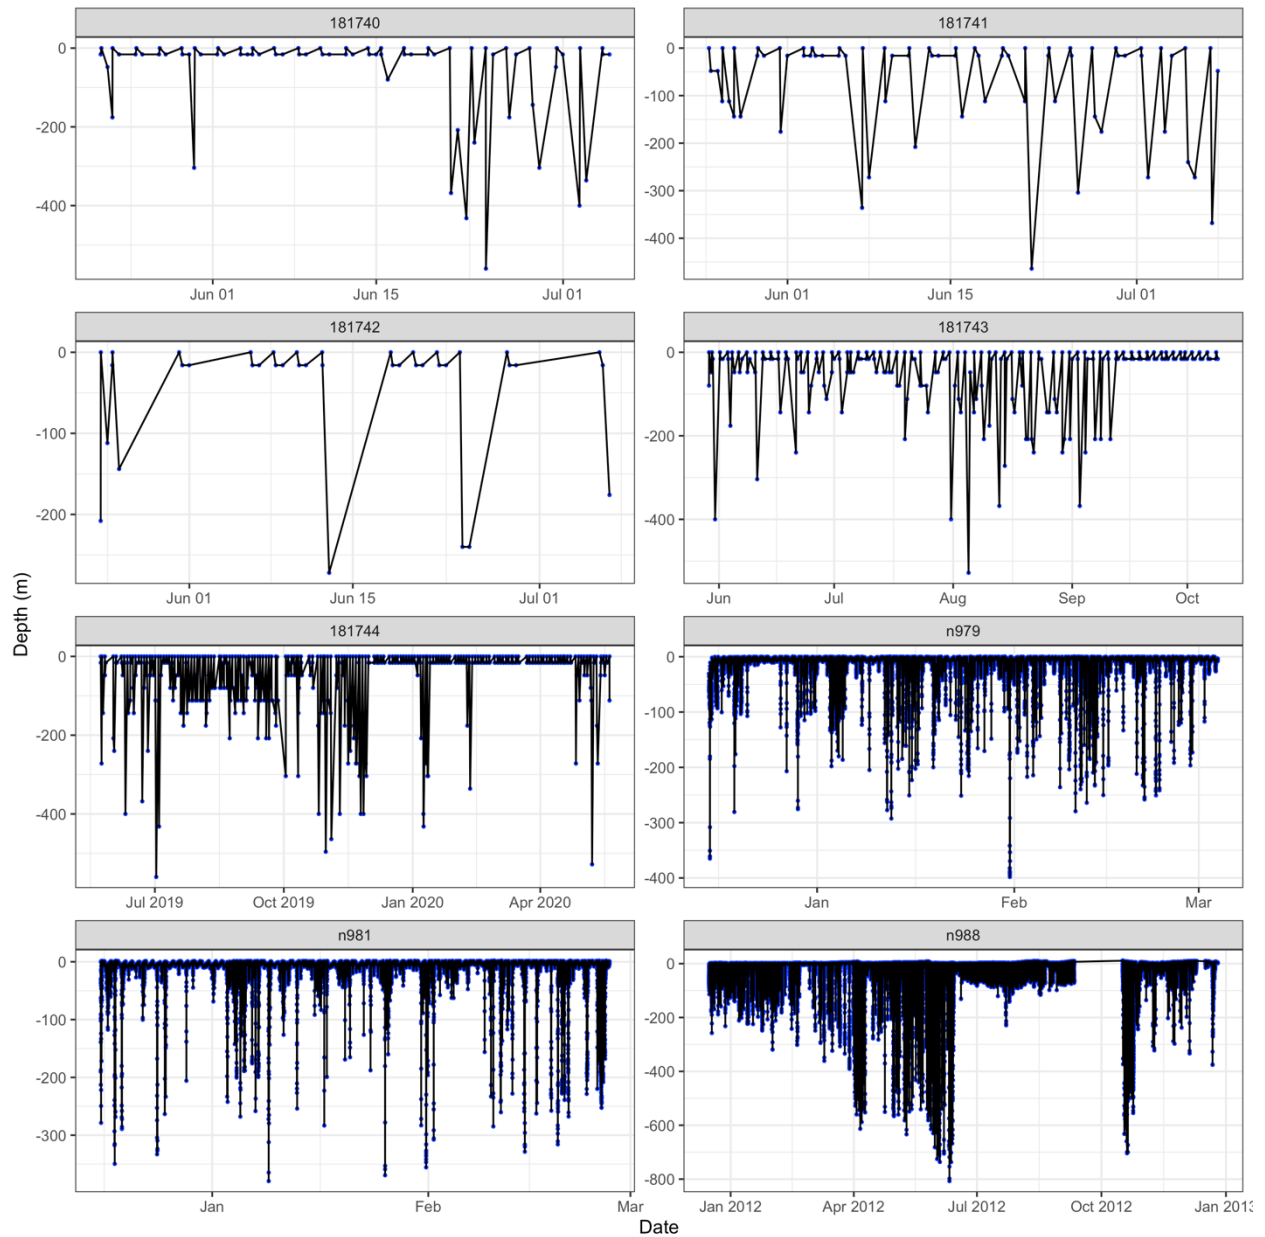 181740
181741
0
-200
-400
Jun 01
Jun 15
Jul 01
0
-100
-200
-300
-400
Jun 01
Jun 15
Jul 01
181742
181743
0
-100
-200
Jun 01
Jun 15
Jul 01
0
-200
-400
Jun
Jul
Aug
Sep
Oct
Depth (m)
181744
n979
0
-200
-400
Jul 2019
Oct 2019
Jan 2020
Apr 2020
0
-100
-200
-300
-400
Jan
Feb
Mar
n981
n988
0
-100
-200
-300
Jan
Feb
Mar
0
-200
-400
-600
-800
Jan 2012
Apr 2012
Jul 2012
Oct 2012
Jan 2013
Date